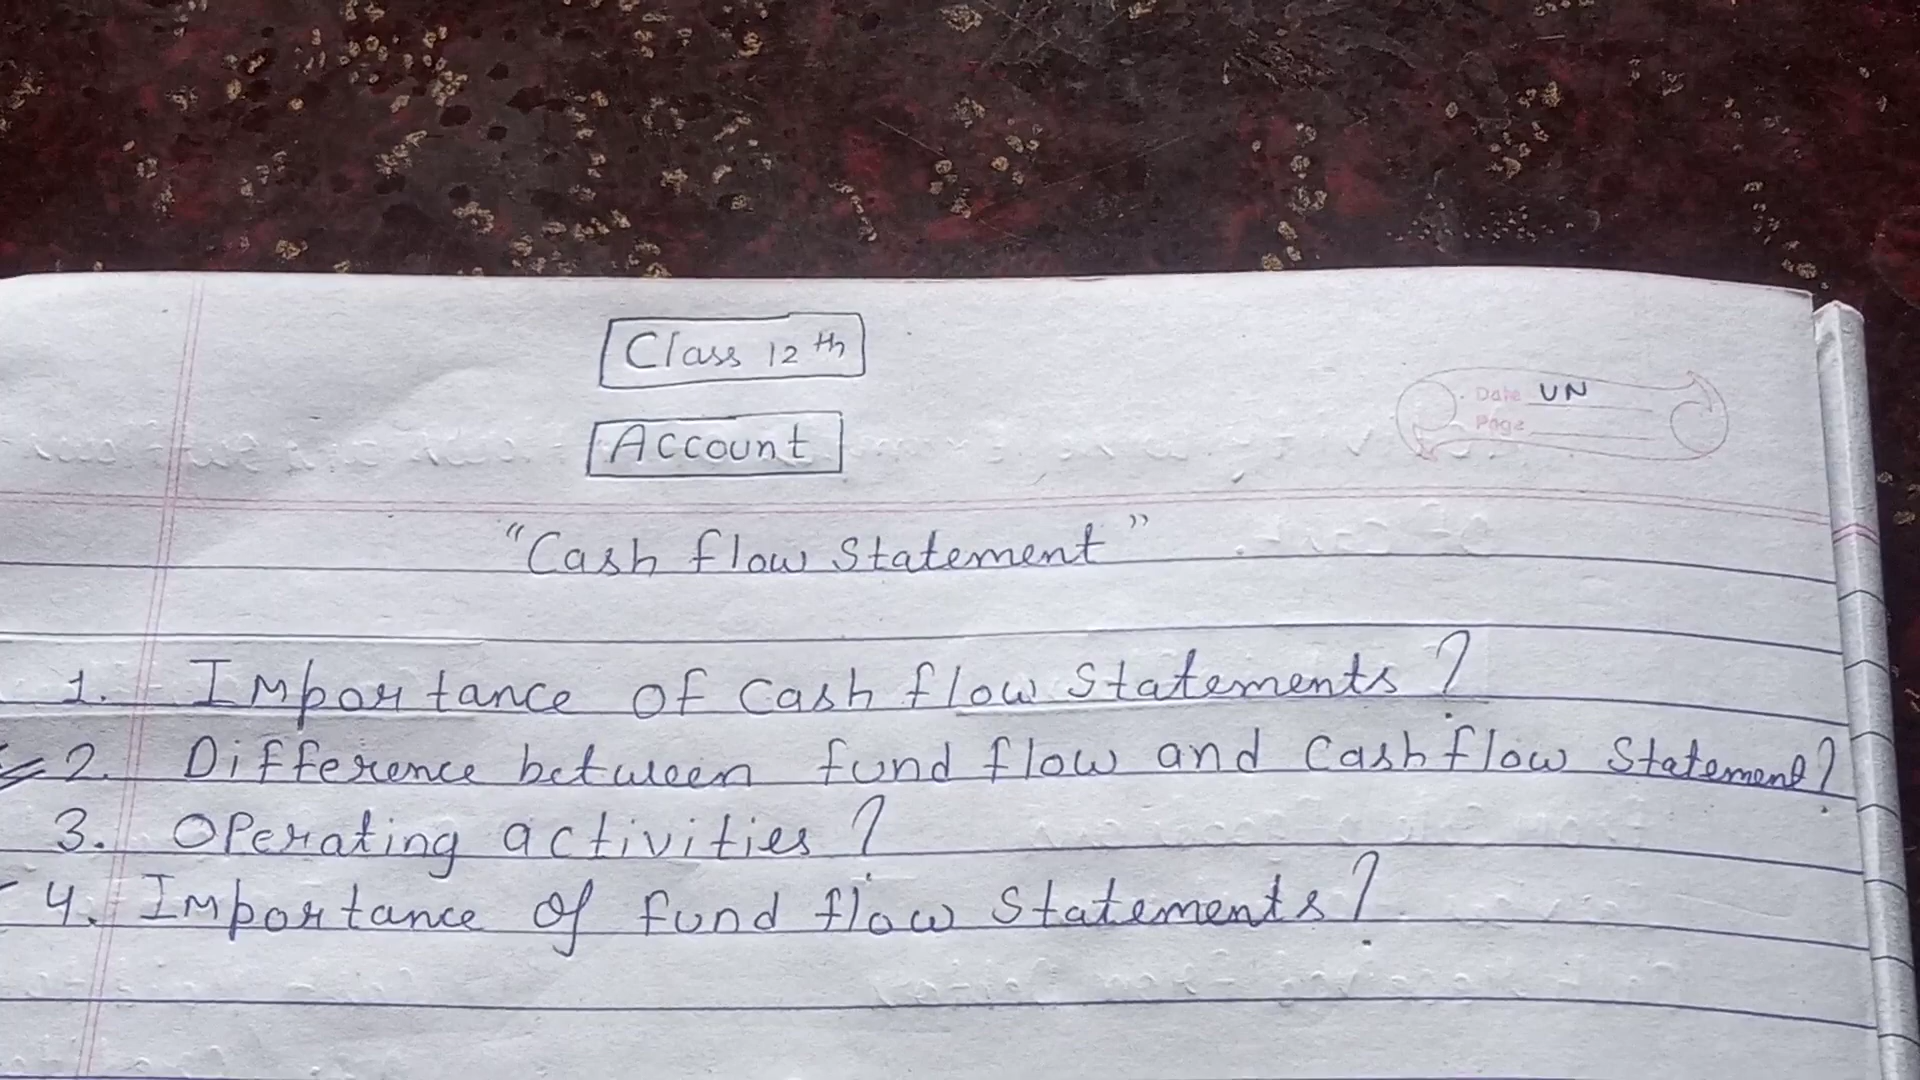 Class 12th
Date UN
Page
Account
"Cash flow Statement"
1. Importance of Cash flow Statements?
2. Difference between fund flow and Cash flow Statement?
3. Operating activities?
4. Importance of fund flow Statements?